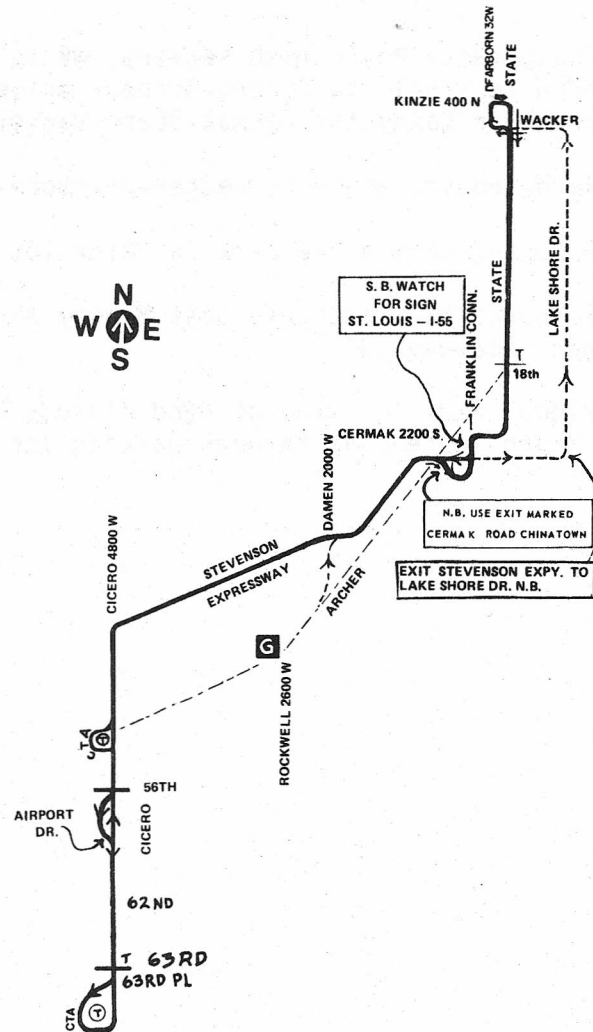 DEARBORN 32W
STATE
KINZIE 400 N
WACKER
LAKE SHORE DR.
STATE
S.B. WATCH
FOR SIGN
ST. LOUIS – I-55
FRANKLIN CONN.
N
W E
S
T
18th
CERMAK 2200 S.
DAMEN 2000 W
N.B. USE EXIT MARKED
CERMAK ROAD CHINATOWN
CICERO 4800 W
STEVENSON
EXPRESSWAY
ARCHER
EXIT STEVENSON EXPY. TO
LAKE SHORE DR. N.B.
G
ROCKWELL 2600 W
T
T
56TH
AIRPORT
DR.
CICERO
62ND
T 63RD
63RD PL
CTA
T